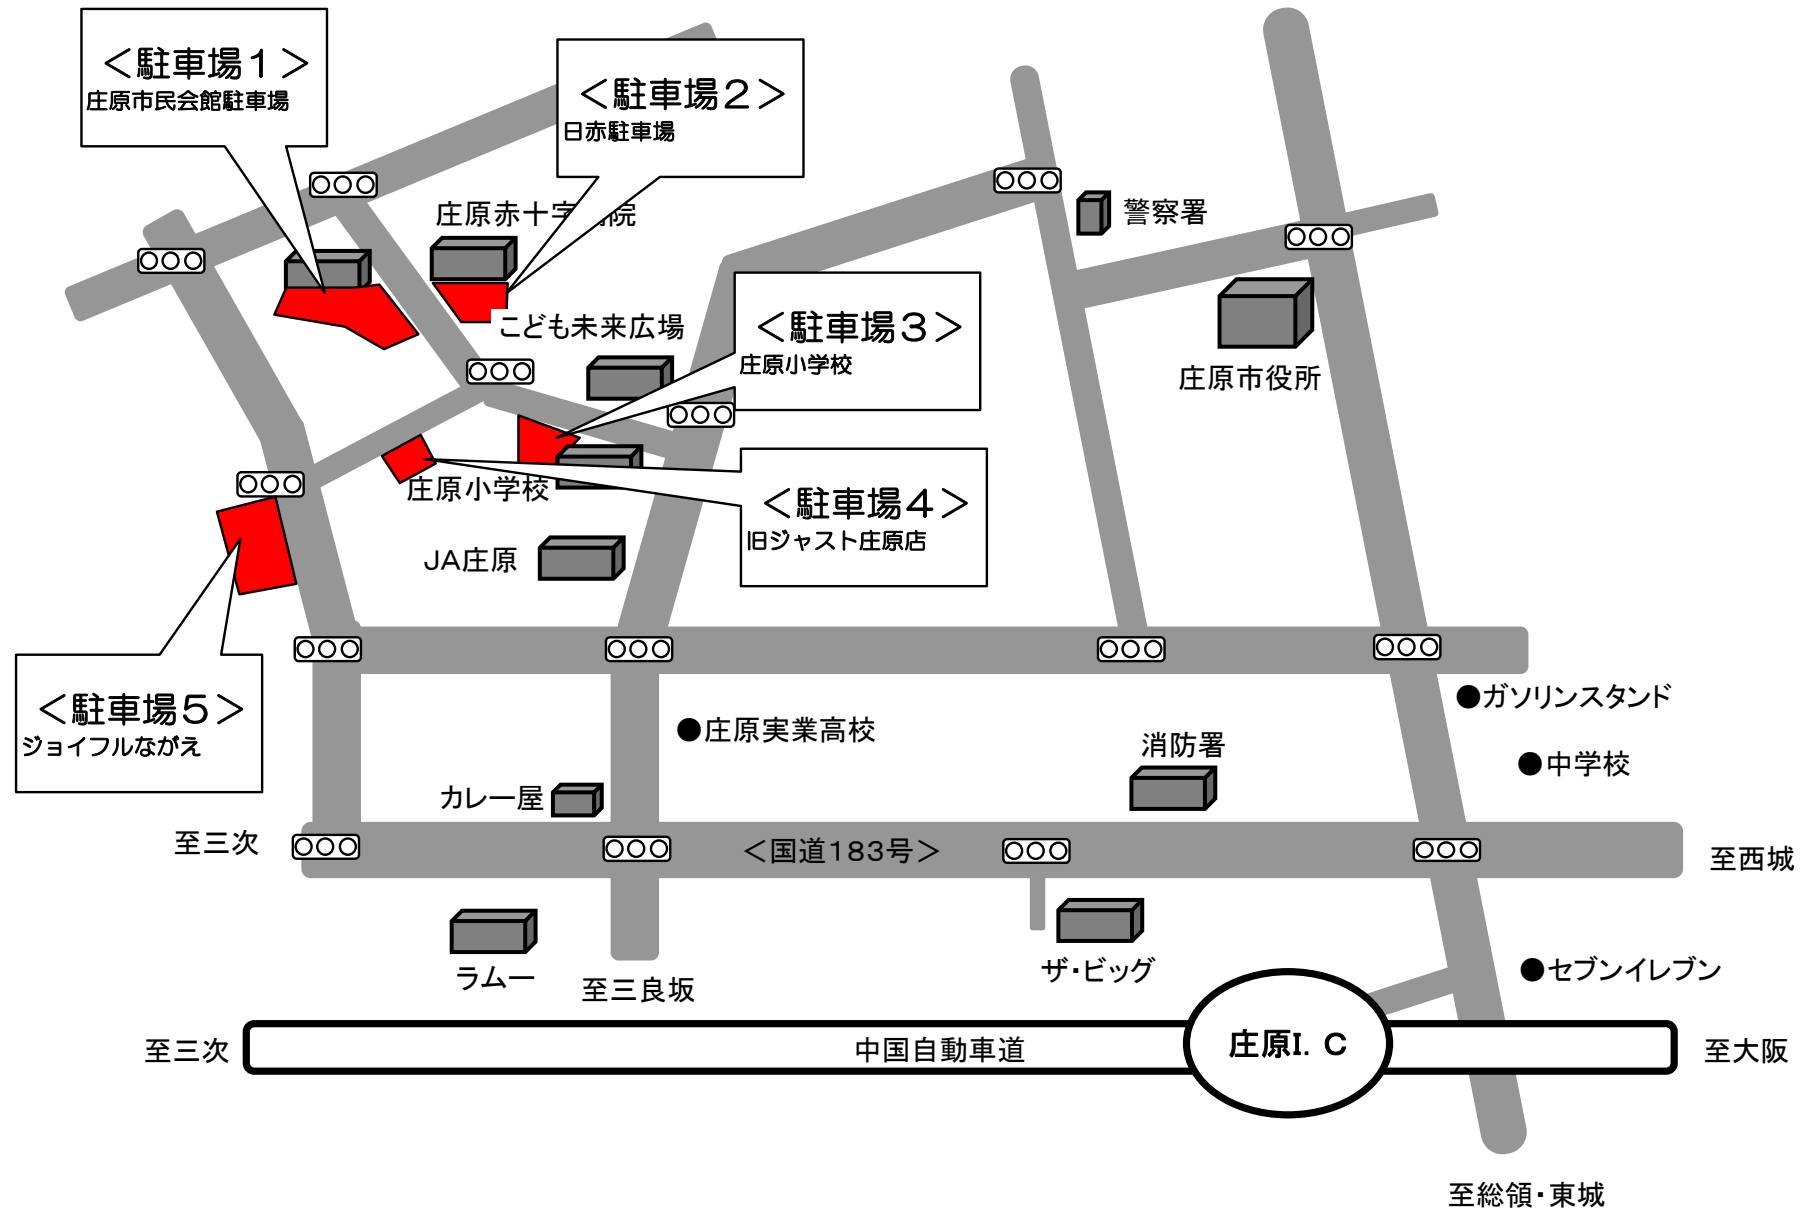 ＜駐車場１＞
庄原市民会館駐車場
＜駐車場２＞
日赤駐車場
庄原赤十字 院
警察署
こども未来広場
＜駐車場３＞
庄原小学校
庄原市役所
庄原小学校
＜駐車場４＞
旧ジャスト庄原店
JA庄原
＜駐車場５＞
ジョイフルながえ
●ガソリンスタンド
●庄原実業高校
消防署
●中学校
カレー屋
至三次
＜国道183号＞
至西城
ラムー
至三良坂
ザ・ビッグ
●セブンイレブン
至三次
中国自動車道
庄原I. C
至大阪
至総領・東城